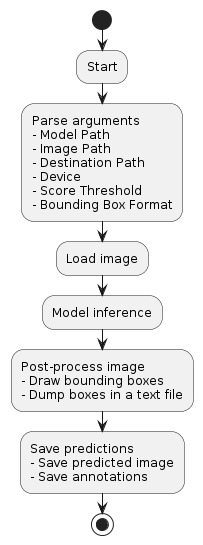 Start
Parse arguments
- Model Path
- Image Path
- Destination Path
- Device
- Score Threshold
- Bounding Box Format
Load image
Model inference
Post-process image
- Draw bounding boxes
- Dump boxes in a text file
Save predictions
- Save predicted image
- Save annotations